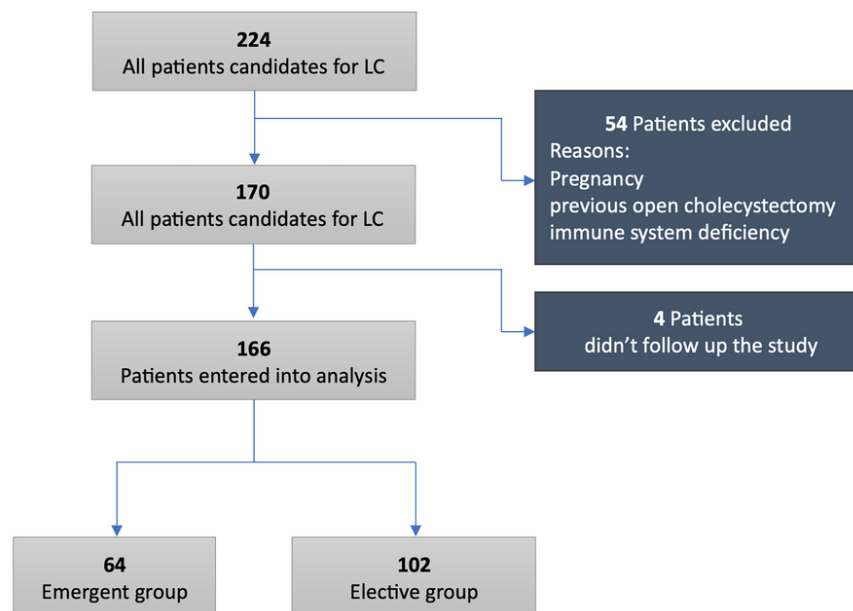 224
All patients candidates for LC
54 Patients excluded
Reasons:
Pregnancy
previous open cholecystectomy
immune system deficiency
170
All patients candidates for LC
4 Patients
didn’t follow up the study
166
Patients entered into analysis
64
Emergent group
102
Elective group